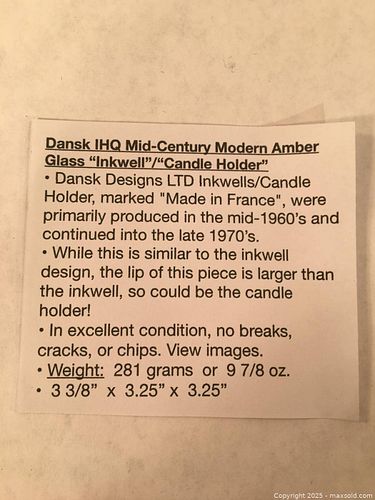 Dansk IHQ Mid-Century Modern Amber
Glass “Inkwell”/“Candle Holder”
• Dansk Designs LTD Inkwells/Candle
Holder, marked "Made in France", were
primarily produced in the mid-1960’s and
continued into the late 1970’s.
• While this is similar to the inkwell
design, the lip of this piece is larger than
the inkwell, so could be the candle
holder!
• In excellent condition, no breaks,
cracks, or chips. View images.
• Weight: 281 grams or 9 7/8 oz.
• 3 3/8” x 3.25” x 3.25”
Copyright 2025 - maxsold.com